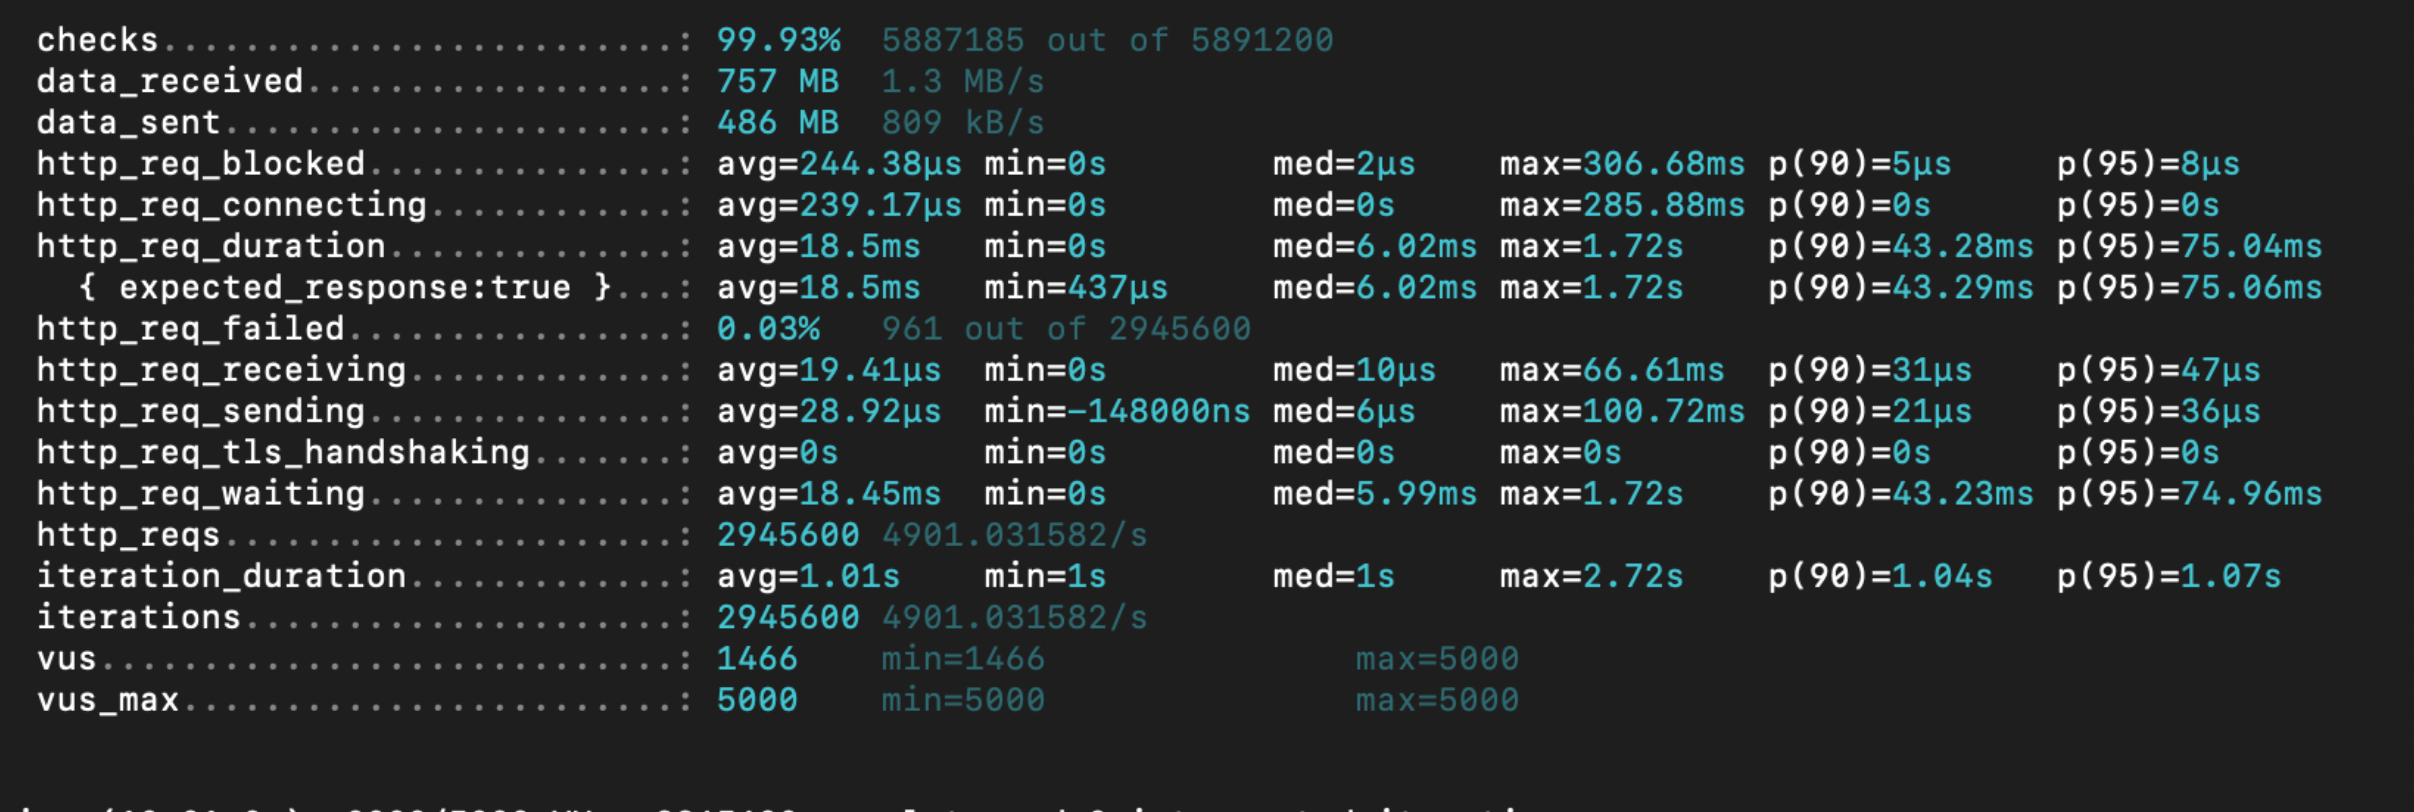 checks.........................: 99.93% 5887185 out of 5891200
data_received..................: 757 MB 1.3 MB/s
data_sent......................: 486 MB 809 kB/s
http_req_blocked...............: avg=244.38µs min=0s med=2µs max=306.68ms p(90)=5µs p(95)=8µs
http_req_connecting............: avg=239.17µs min=0s med=0s max=285.88ms p(90)=0s p(95)=0s
http_req_duration..............: avg=18.5ms min=0s med=6.02ms max=1.72s p(90)=43.28ms p(95)=75.04ms
{ expected_response:true }...: avg=18.5ms min=437µs med=6.02ms max=1.72s p(90)=43.29ms p(95)=75.06ms
http_req_failed................: 0.03% 961 out of 2945600
http_req_receiving.............: avg=19.41µs min=0s med=10µs max=66.61ms p(90)=31µs p(95)=47µs
http_req_sending...............: avg=28.92µs min=-148000ns med=6µs max=100.72ms p(90)=21µs p(95)=36µs
http_req_tls_handshaking.......: avg=0s min=0s med=0s max=0s p(90)=0s p(95)=0s
http_req_waiting...............: avg=18.45ms min=0s med=5.99ms max=1.72s p(90)=43.23ms p(95)=74.96ms
http_reqs......................: 2945600 4901.031582/s
iteration_duration.............: avg=1.01s min=1s med=1s max=2.72s p(90)=1.04s p(95)=1.07s
iterations.....................: 2945600 4901.031582/s
vus............................: 1466 min=1466 max=5000
vus_max........................: 5000 min=5000 max=5000